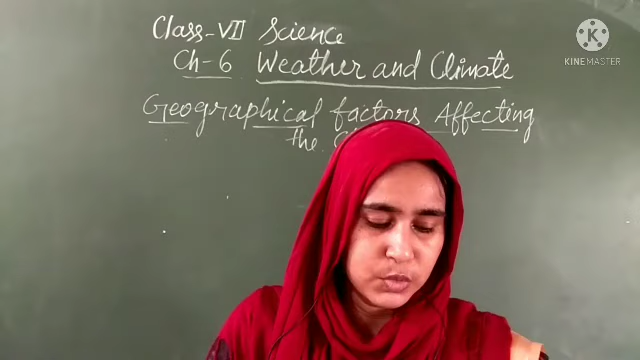 Class-VII Science
Ch-6 Weather and Climate
Geographical factors Affecting
the
KINEMASTER